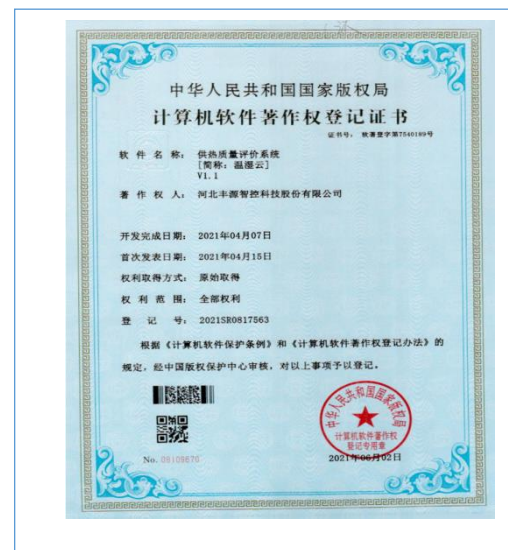 中华人民共和国国家版权局
计算机软件著作权登记证书
证书号： 软著登字第7540189号
软件名称： 供热质量评价系统
[简称：温湿云]
V1.1
著作权人： 河北丰源智控科技股份有限公司
开发完成日期： 2021年04月07日
首次发表日期： 2021年04月15日
权利取得方式： 原始取得
权利范围： 全部权利
登记号： 2021SR0817563
根据《计算机软件保护条例》和《计算机软件著作权登记办法》的
规定，经中国版权保护中心审核，对以上事项予以登记。
中华人民共和国国家版权局
计算机软件著作权
登记专用章
No. 08108670
2021年06月02日